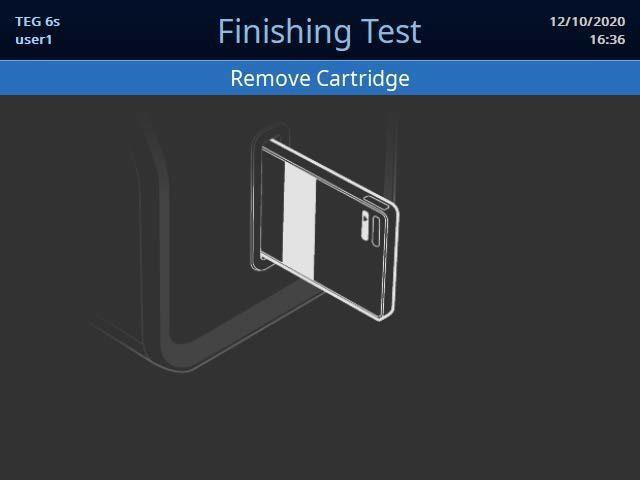 TEG 6s
user1
Finishing Test
12/10/2020
16:36
Remove Cartridge